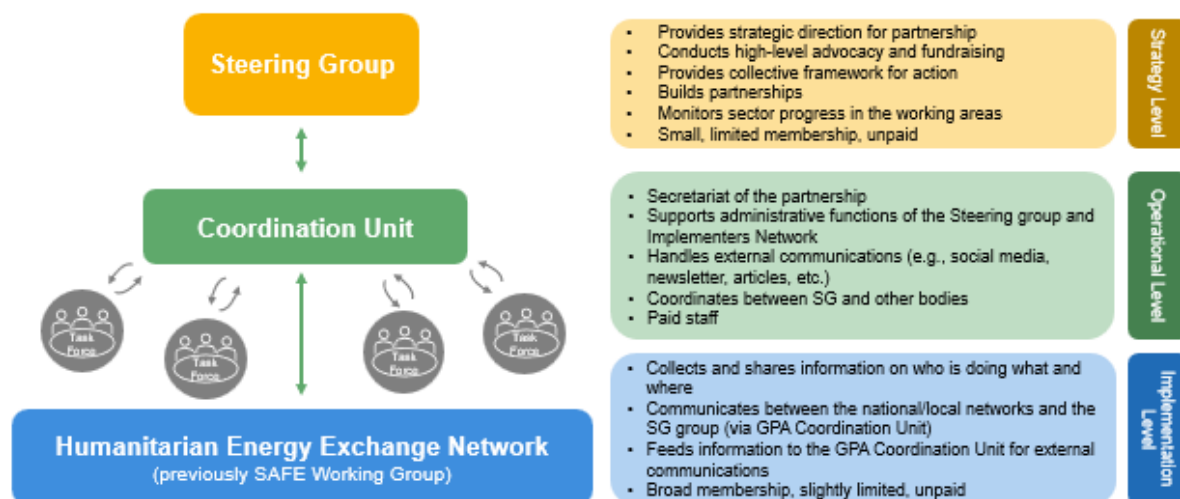 Steering Group
• Provides strategic direction for partnership
• Conducts high-level advocacy and fundraising
• Provides collective framework for action
• Builds partnerships
• Monitors sector progress in the working areas
• Small, limited membership, unpaid
Strategy Level
Coordination Unit
• Secretariat of the partnership
• Supports administrative functions of the Steering group and
Implementers Network
• Handles external communications (e.g., social media,
newsletter, articles, etc.)
• Coordinates between SG and other bodies
• Paid staff
Operational Level
Task
Force
Task
Force
Task
Force
Task
Force
Humanitarian Energy Exchange Network
(previously SAFE Working Group)
• Collects and shares information on who is doing what and
where
• Communicates between the national/local networks and the
SG group (via GPA Coordination Unit)
• Feeds information to the GPA Coordination Unit for external
communications
• Broad membership, slightly limited, unpaid
Implementation
Level